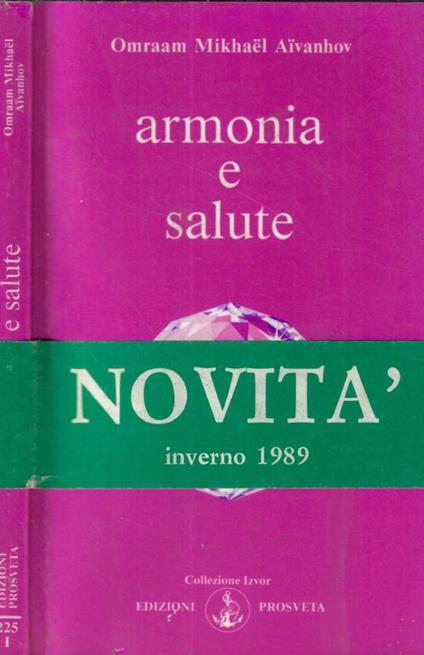 Omraam Mikhaël
Aïvanhov
e salute
EDIZIONI
PROSVETA
225
I
Omraam Mikhaël Aïvanhov
armonia
e
salute
NOVITA’
inverno 1989
Collezione Izvor
EDIZIONI PROSVETA